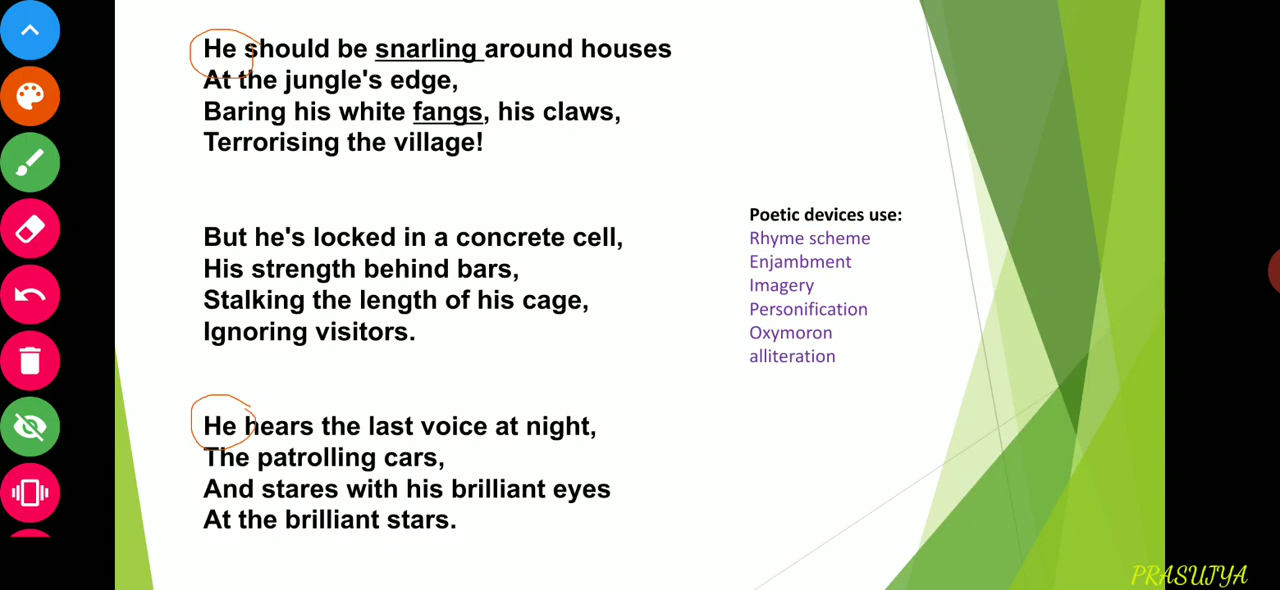 He should be snarling around houses
At the jungle's edge,
Baring his white fangs, his claws,
Terrorising the village!
But he's locked in a concrete cell,
His strength behind bars,
Stalking the length of his cage,
Ignoring visitors.
He hears the last voice at night,
The patrolling cars,
And stares with his brilliant eyes
At the brilliant stars.
Poetic devices use:
Rhyme scheme
Enjambment
Imagery
Personification
Oxymoron
alliteration
PRASUJYA